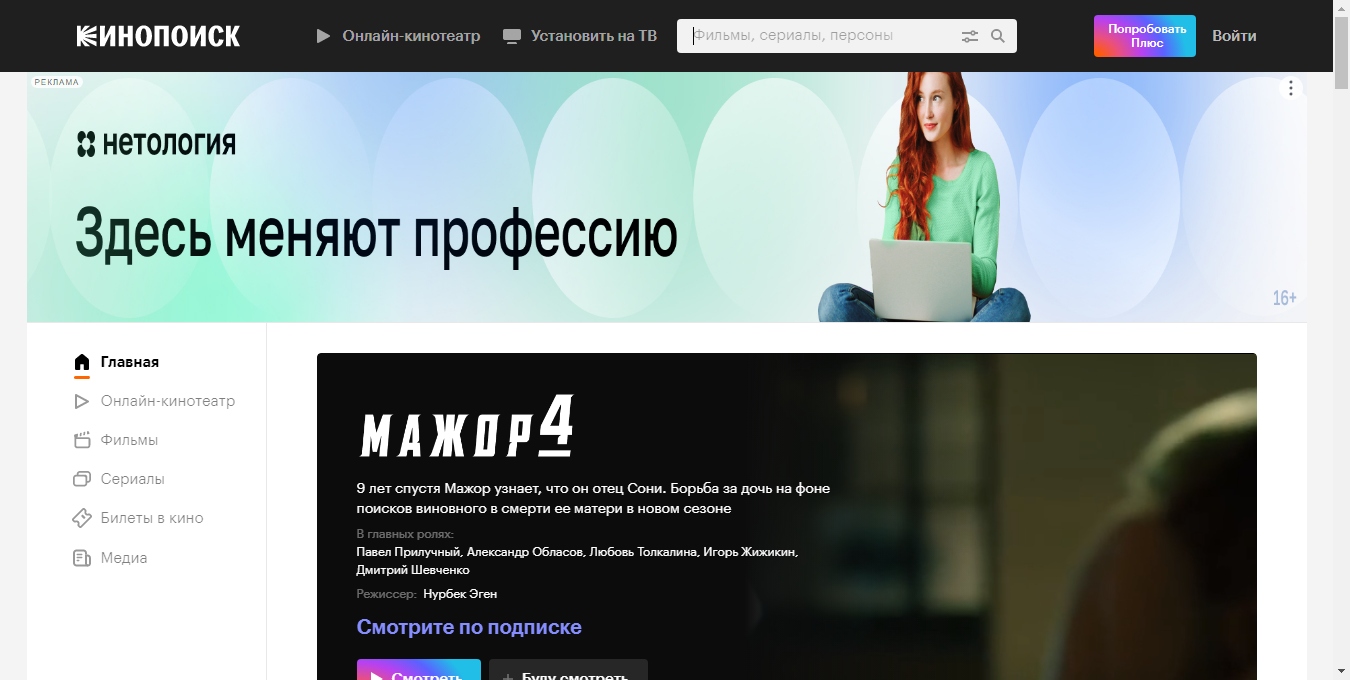 КИНОПОИСК
Онлайн-кинотеатр
Установить на ТВ
Фильмы, сериалы, персоны
Попробовать
Плюс
Войти
РЕКЛАМА
нетология
Здесь меняют профессию
16+
Главная
Онлайн-кинотеатр
Фильмы
Сериалы
Билеты в кино
Медиа
МАЖОР 4
9 лет спустя Мажор узнает, что он отец Сони. Борьба за дочь на фоне
поисков виновного в смерти ее матери в новом сезоне
В главных ролях:
Павел Прилучный, Александр Обласов, Любовь Толкалина, Игорь Жижикин,
Дмитрий Шевченко
Режиссер: Нурбек Эген
Смотрите по подписке
Смотреть
Буду смотреть